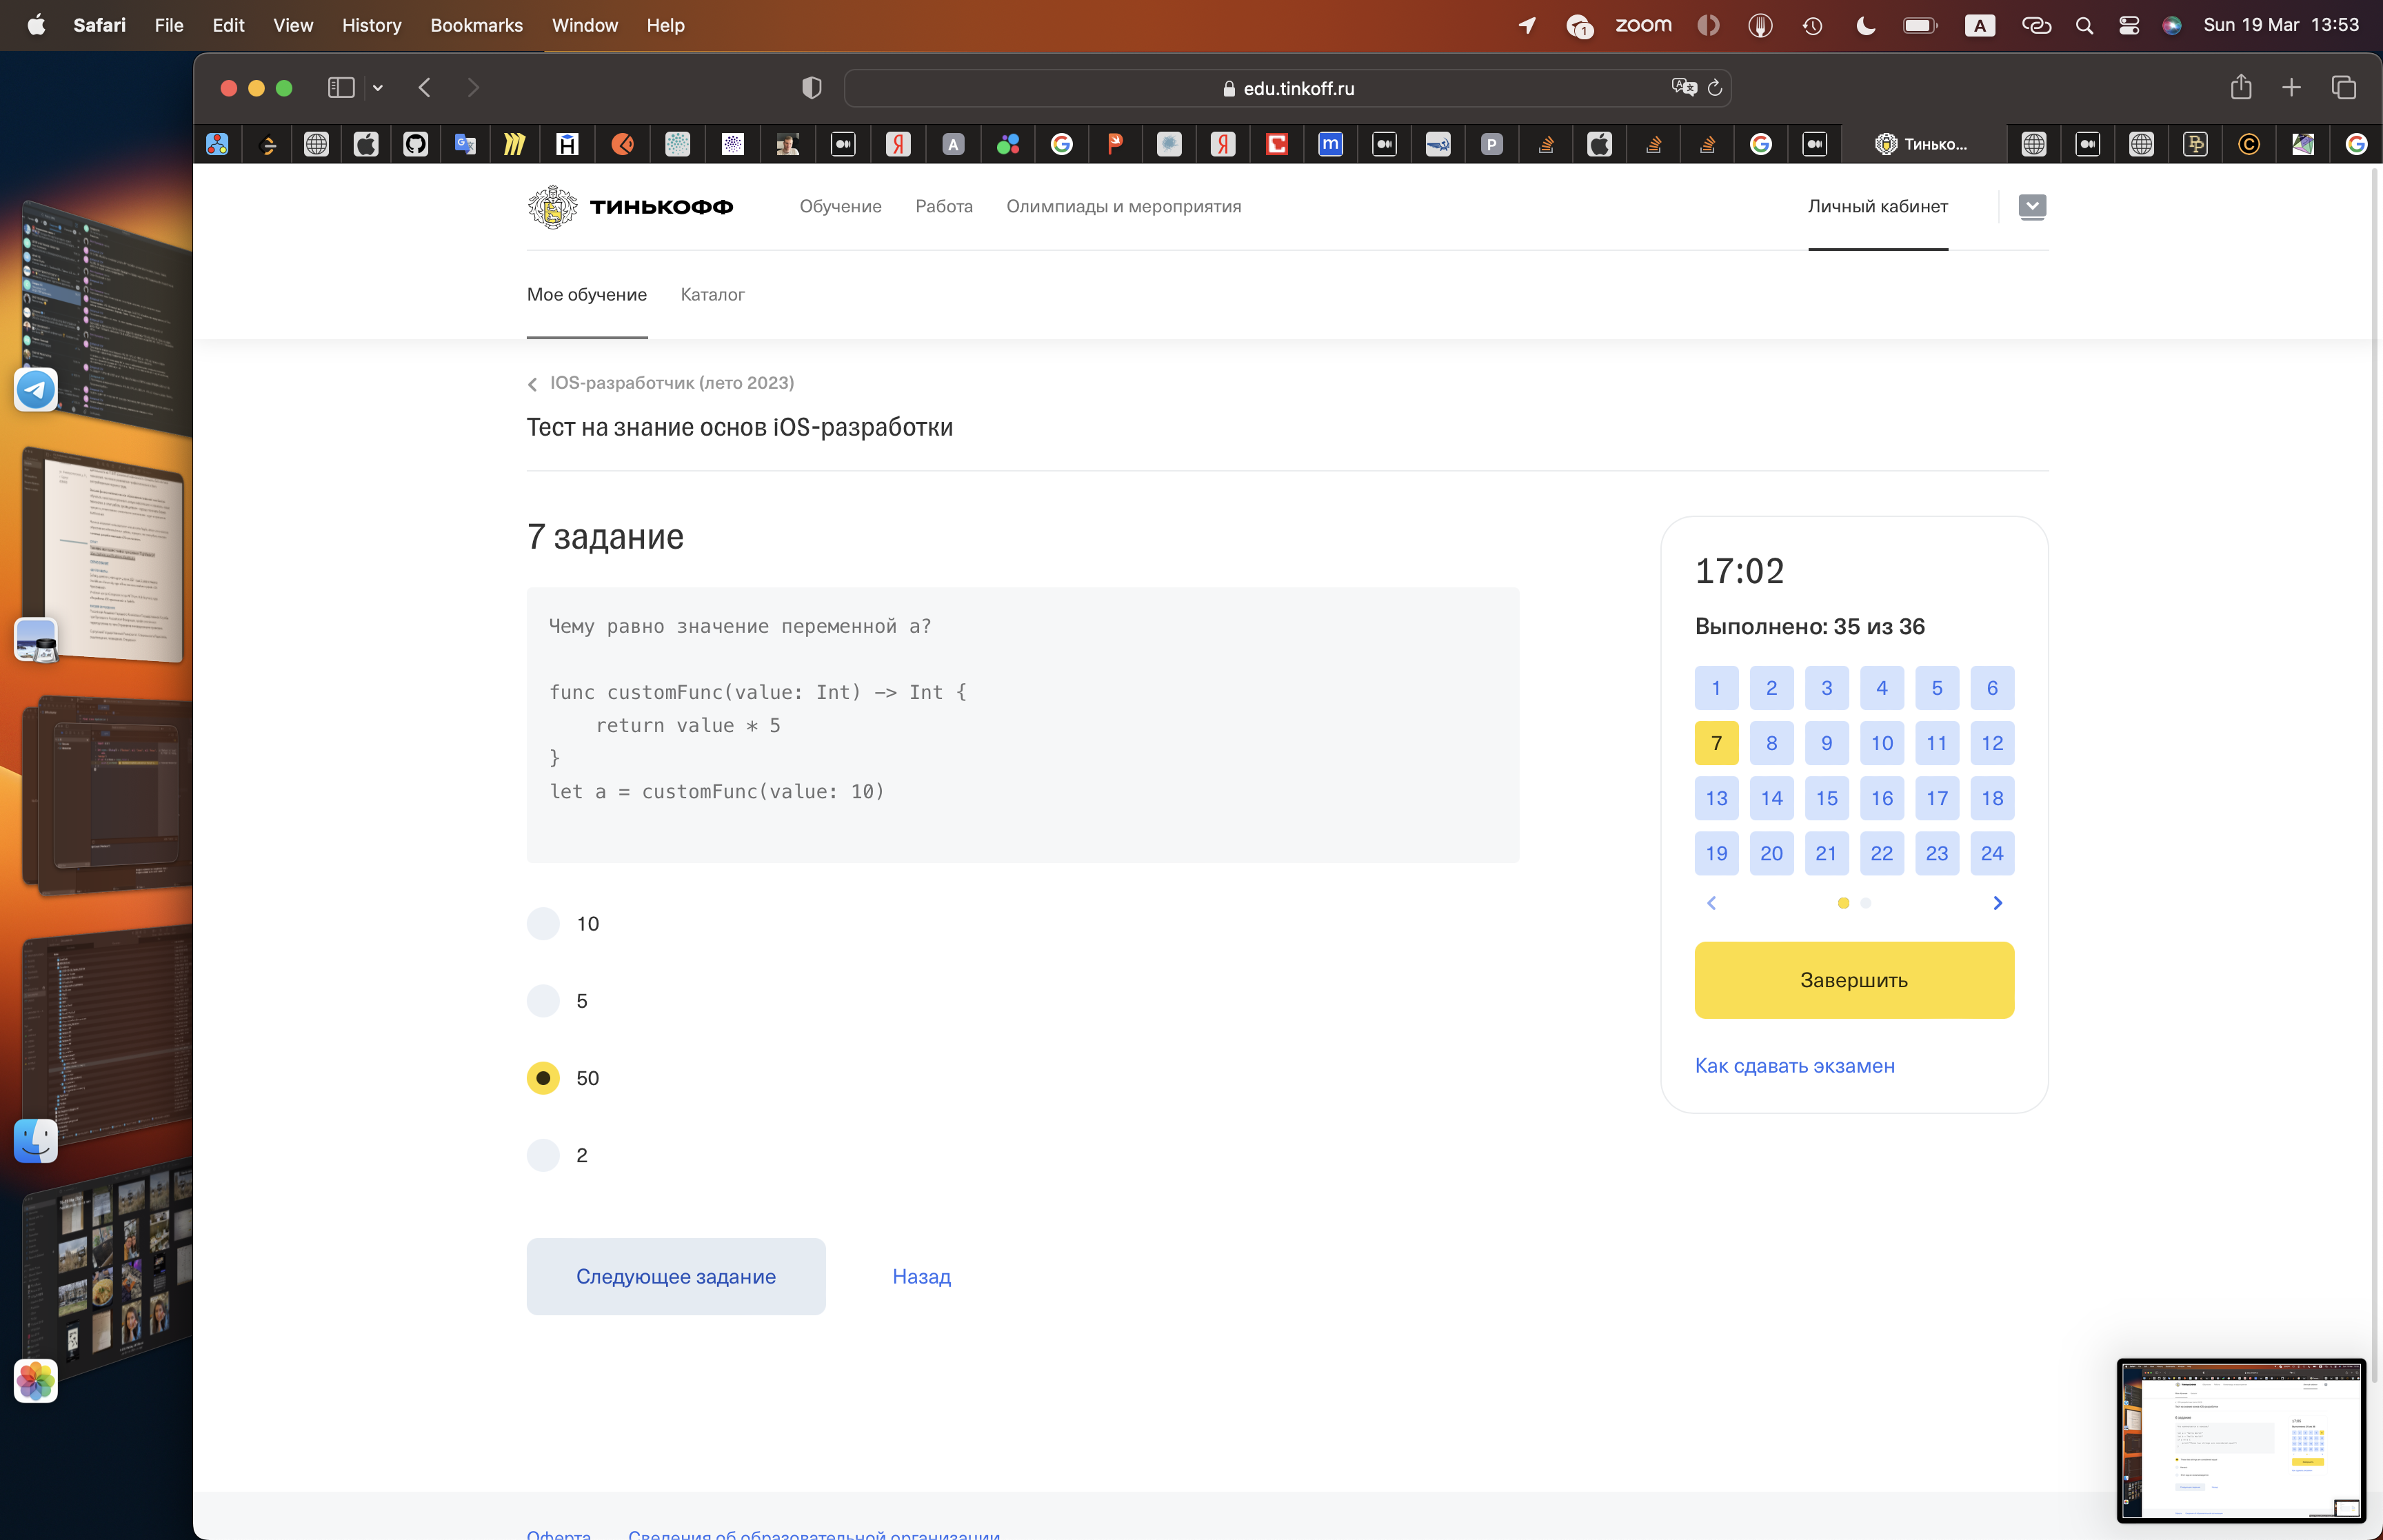 Safari File Edit View History Bookmarks Window Help
1 zoom A Sun 19 Mar 13:53
edu.tinkoff.ru
Тинько...
ТИНЬКОФФ Обучение Работа Олимпиады и мероприятия Личный кабинет
Мое обучение Каталог
IOS-разработчик (лето 2023)
Тест на знание основ iOS-разработки
7 задание
Чему равно значение переменной а?
func customFunc(value: Int) -> Int {
return value * 5
}
let a = customFunc(value: 10)
10
5
50
2
Следующее задание Назад
17:02
Выполнено: 35 из 36
1 2 3 4 5 6
7 8 9 10 11 12
13 14 15 16 17 18
19 20 21 22 23 24
Завершить
Как сдавать экзамен
Оферта Сведения об образовательной организации